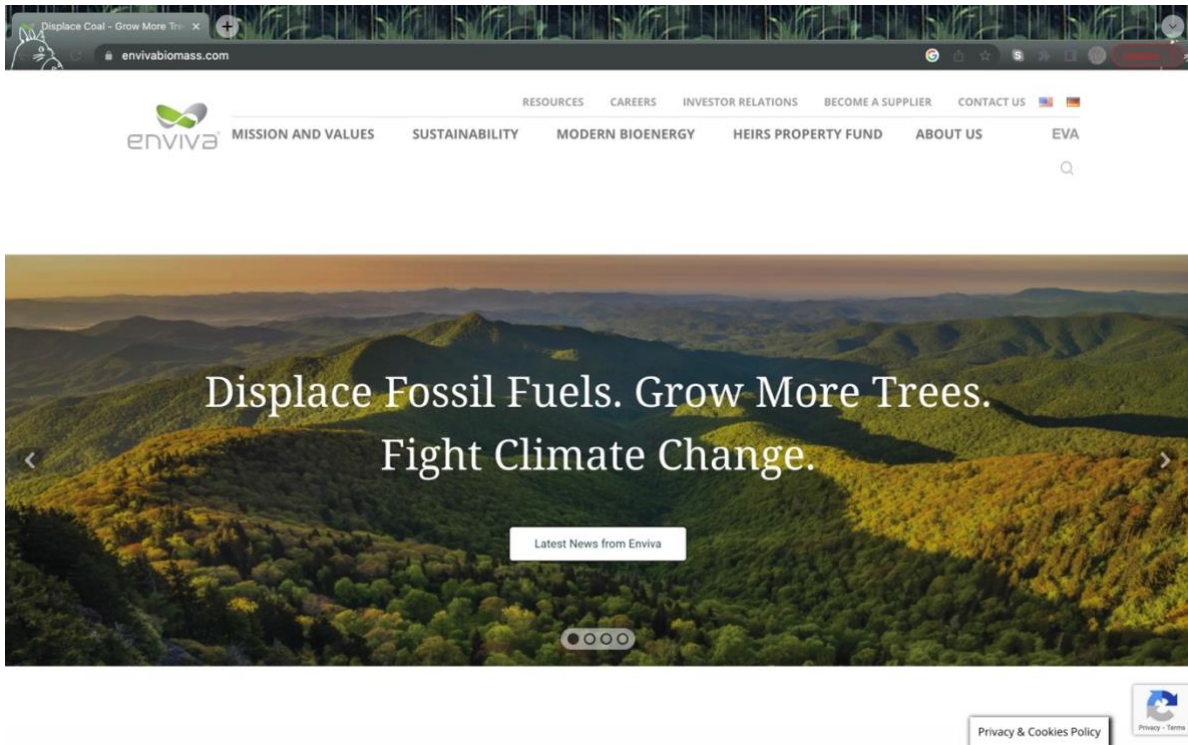 Displace Coal - Grow More Tre
envivabiomass.com
RESOURCES CAREERS INVESTOR RELATIONS BECOME A SUPPLIER CONTACT US
enviva
MISSION AND VALUES SUSTAINABILITY MODERN BIOENERGY HEIRS PROPERTY FUND ABOUT US EVA
Displace Fossil Fuels. Grow More Trees.
Fight Climate Change.
Latest News from Enviva
Privacy & Cookies Policy
Privacy - Terms